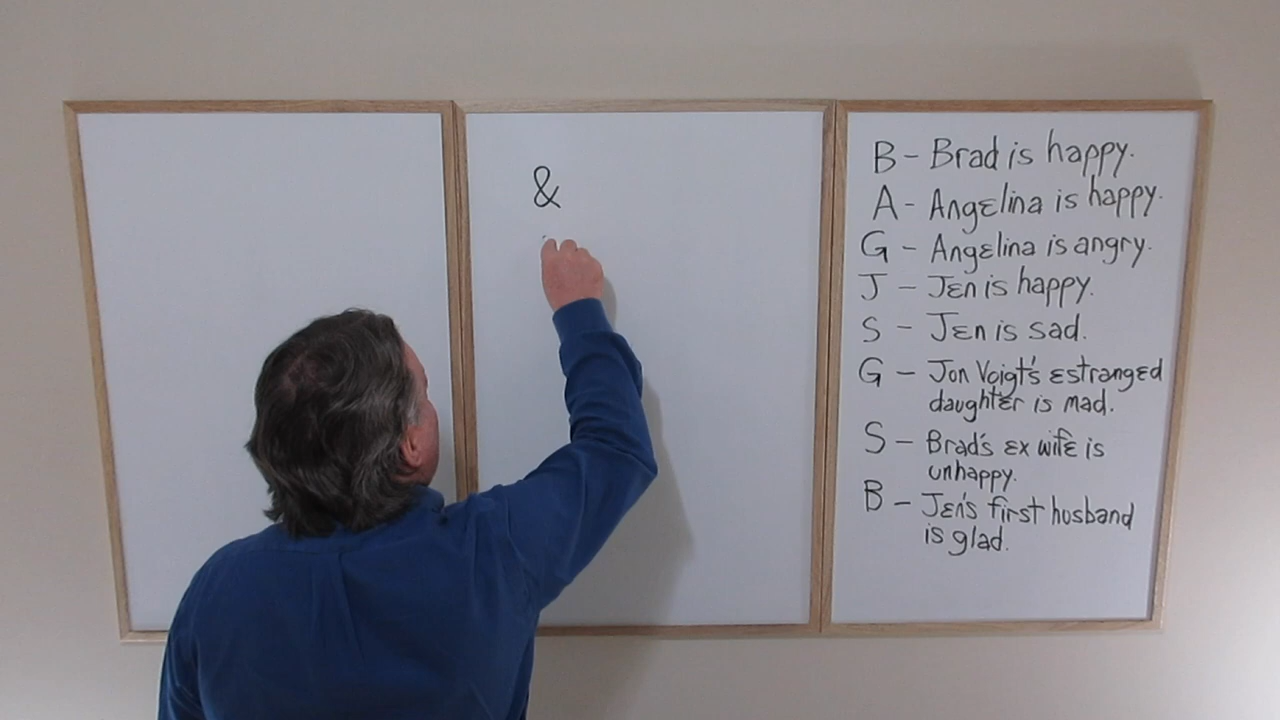 &
B - Brad is happy.
A - Angelina is happy.
G - Angelina is angry.
J - Jen is happy.
S - Jen is sad.
G - Jon Voigt's estranged
daughter is mad.
S - Brad's ex wife is
unhappy.
B - Jen's first husband
is glad.